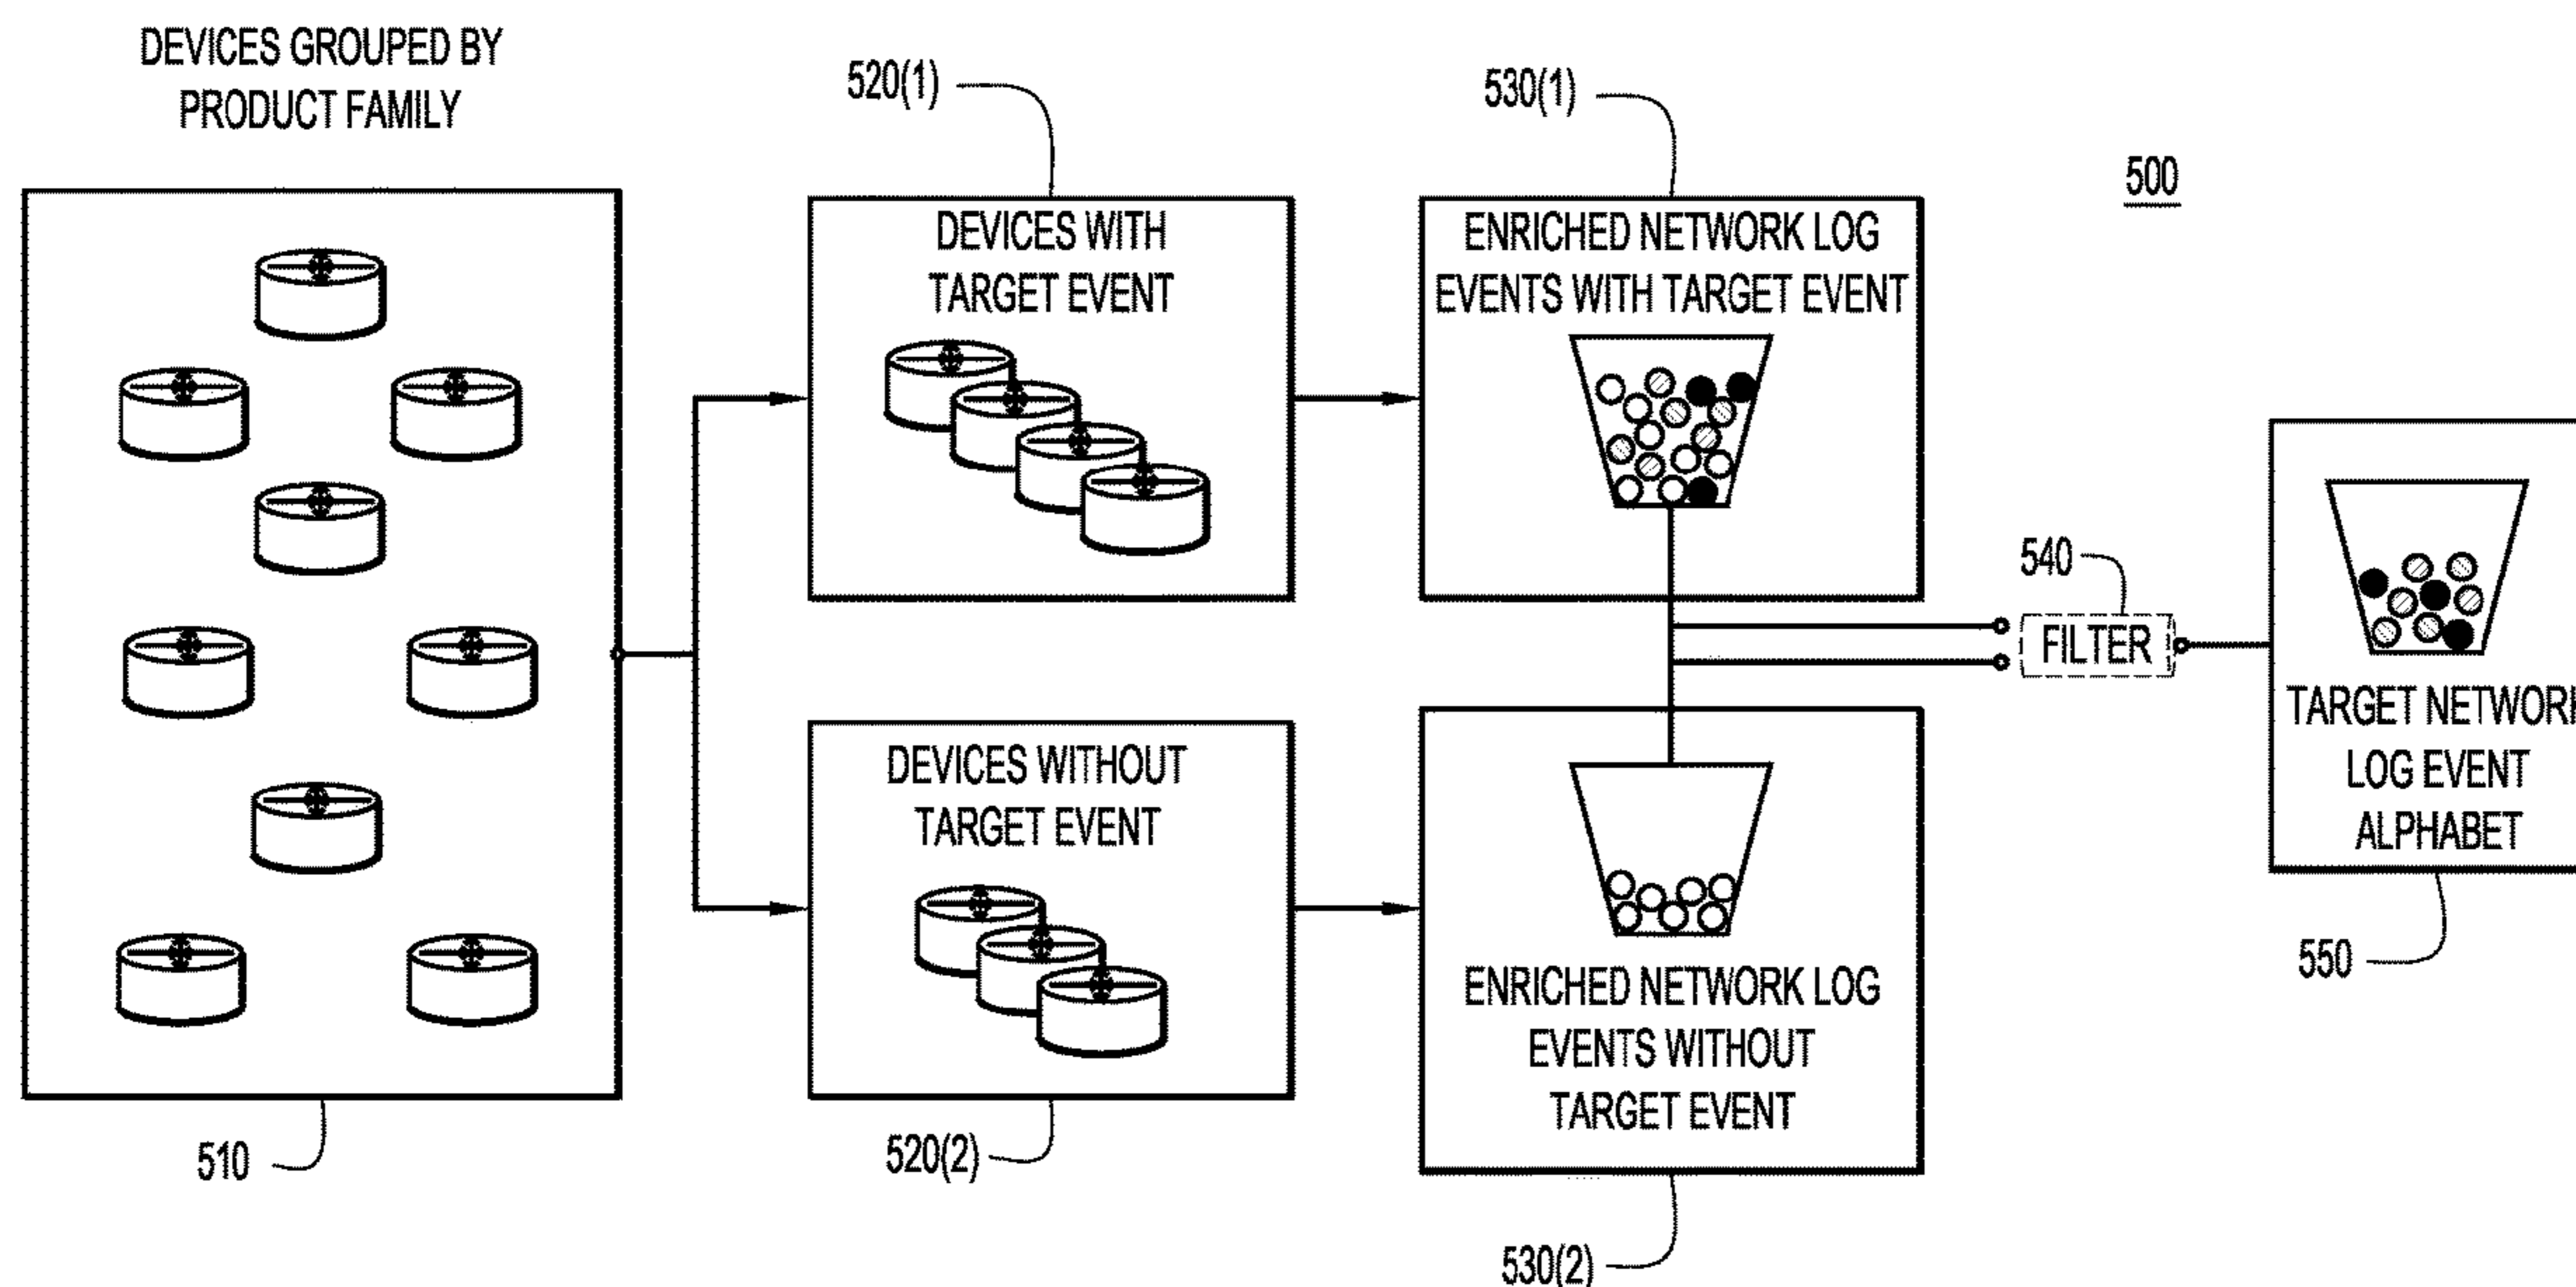 DEVICES GROUPED BY
PRODUCT FAMILY
510
520(1)
DEVICES WITH
TARGET EVENT
520(2)
DEVICES WITHOUT
TARGET EVENT
530(1)
ENRICHED NETWORK LOG
EVENTS WITH TARGET EVENT
ENRICHED NETWORK LOG
EVENTS WITHOUT
TARGET EVENT
530(2)
500
540
FILTER
TARGET NETWORK
LOG EVENT
ALPHABET
550